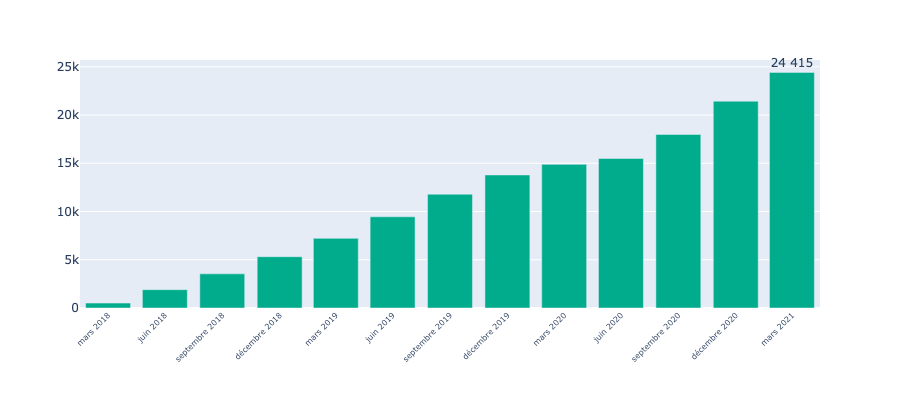 24 415
25k
20k
15k
10k
5k
0
mars 2018
juin 2018
septembre 2018
décembre 2018
mars 2019
juin 2019
septembre 2019
décembre 2019
mars 2020
juin 2020
septembre 2020
décembre 2020
mars 2021